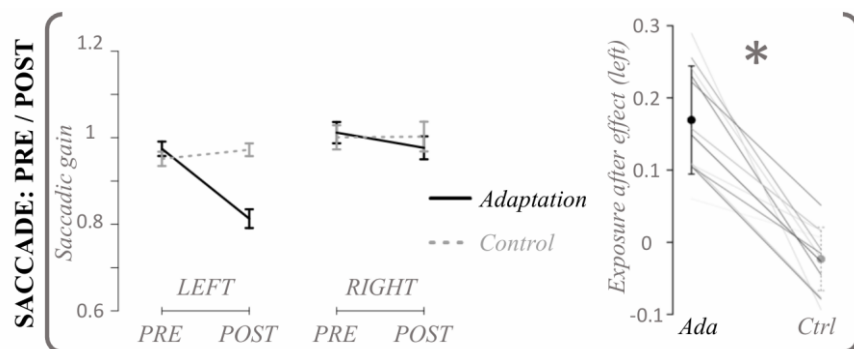 SACCADE: PRE / POST
Saccadic gain
1.2
1
0.8
0.6
LEFT
RIGHT
PRE
POST
PRE
POST
Adaptation
Control
Exposure after effect (left)
0.3
0.2
0.1
0
-0.1
*
Ada
Ctrl